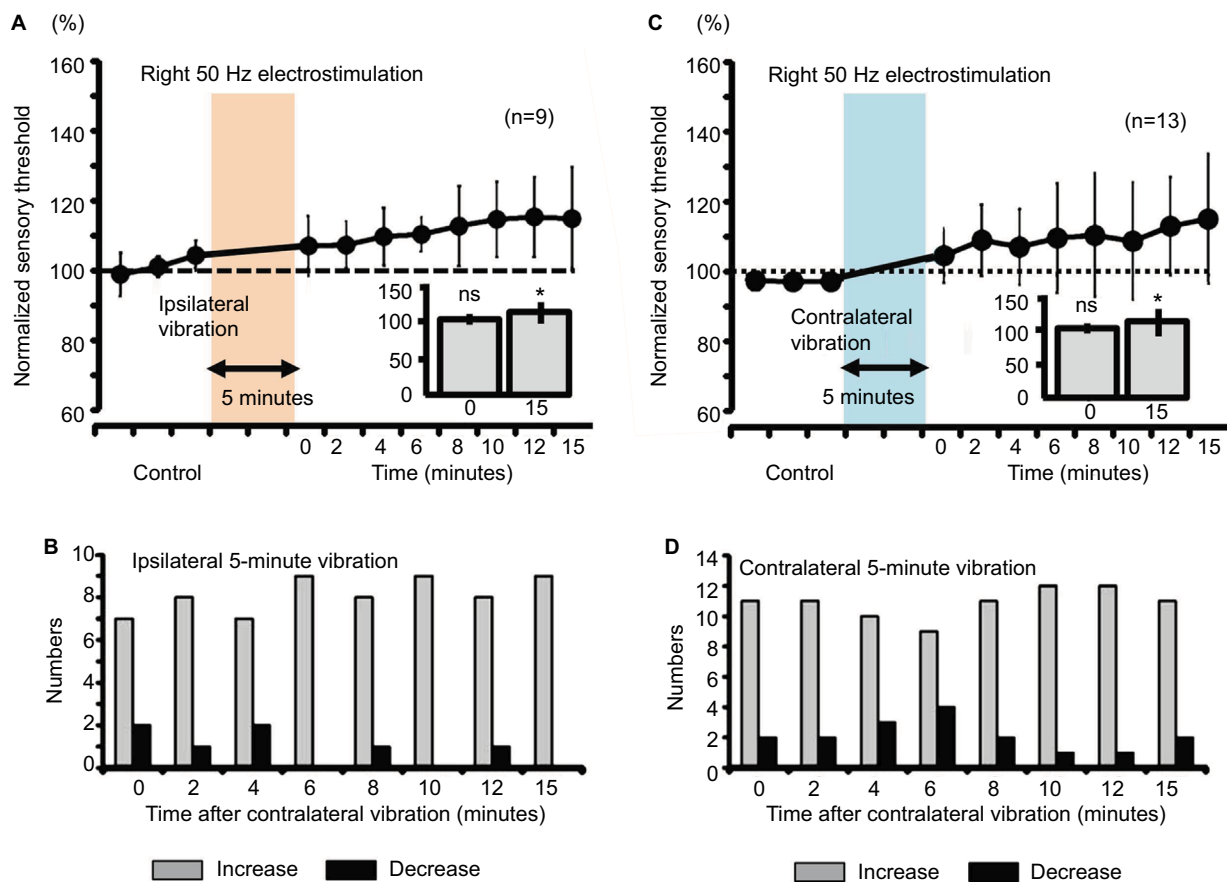 A (%)
160
140
120
100
80
60
Normalized sensory threshold
Right 50 Hz electrostimulation
(n=9)
Ipsilateral
vibration
5 minutes
150
100
50
0
ns
*
0 15
0 2 4 6 8 10 12 15
Control Time (minutes)
C (%)
160
140
120
100
80
60
Normalized sensory threshold
Right 50 Hz electrostimulation
(n=13)
Contralateral
vibration
5 minutes
150
100
50
0
ns
*
0 15
0 2 4 6 8 10 12 15
Control Time (minutes)
B
Ipsilateral 5-minute vibration
10
8
6
4
2
0
Numbers
0 2 4 6 8 10 12 15
Time after contralateral vibration (minutes)
Increase Decrease
D
Contralateral 5-minute vibration
14
12
10
8
6
4
2
0
Numbers
0 2 4 6 8 10 12 15
Time after contralateral vibration (minutes)
Increase Decrease